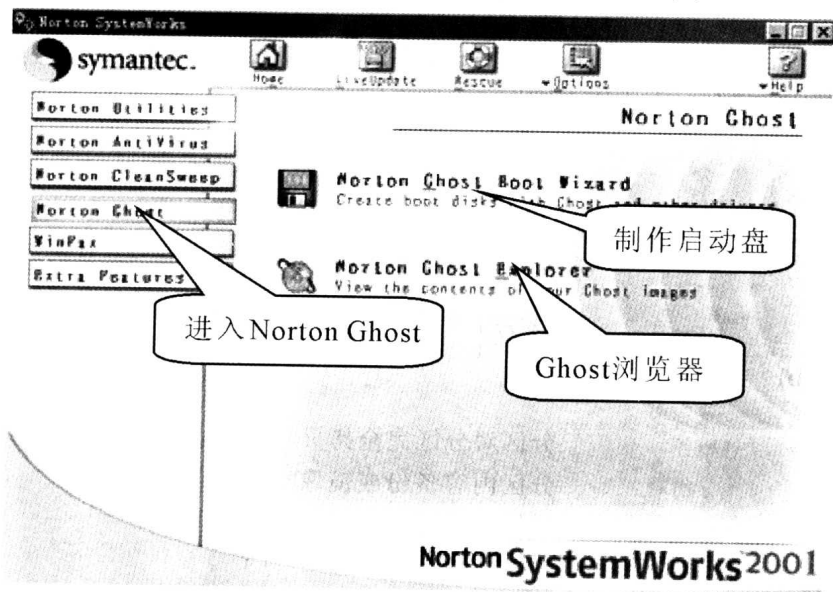 Norton SystemWorks
symantec.
Home
LiveUpdate
Rescue
Options
Help
Norton Utilities
Norton AntiVirus
Norton CleanSweep
Norton Ghost
WinFax
Extra Features
Norton Ghost
Norton Ghost Boot Wizard
Create boot disks with Ghost and other drivers
制作启动盘
Norton Ghost Explorer
View the contents of your Ghost images
进入Norton Ghost
Ghost浏览器
Norton SystemWorks 2001